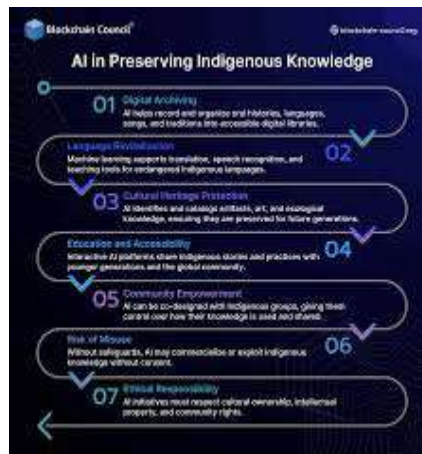 Blockchain Council
blockchain-council.org
AI in Preserving Indigenous Knowledge
01
Digital Archiving
AI helps record and organize oral histories, languages,
songs, and traditions into accessible digital libraries.
Language Revitalization
Machine learning supports translation, speech recognition, and
teaching tools for endangered Indigenous languages.
02
03
Cultural Heritage Protection
AI identifies and catalogs artifacts, art, and ecological
knowledge, ensuring they are preserved for future generations.
Education and Accessibility
Interactive AI platforms share Indigenous stories and practices with
younger generations and the global community.
04
05
Community Empowerment
AI can be co-designed with Indigenous groups, giving them
control over how their knowledge is used and shared.
Risk of Misuse
Without safeguards, AI may commercialize or exploit Indigenous
knowledge without consent.
06
07
Ethical Responsibility
AI initiatives must respect cultural ownership, intellectual
property, and community rights.